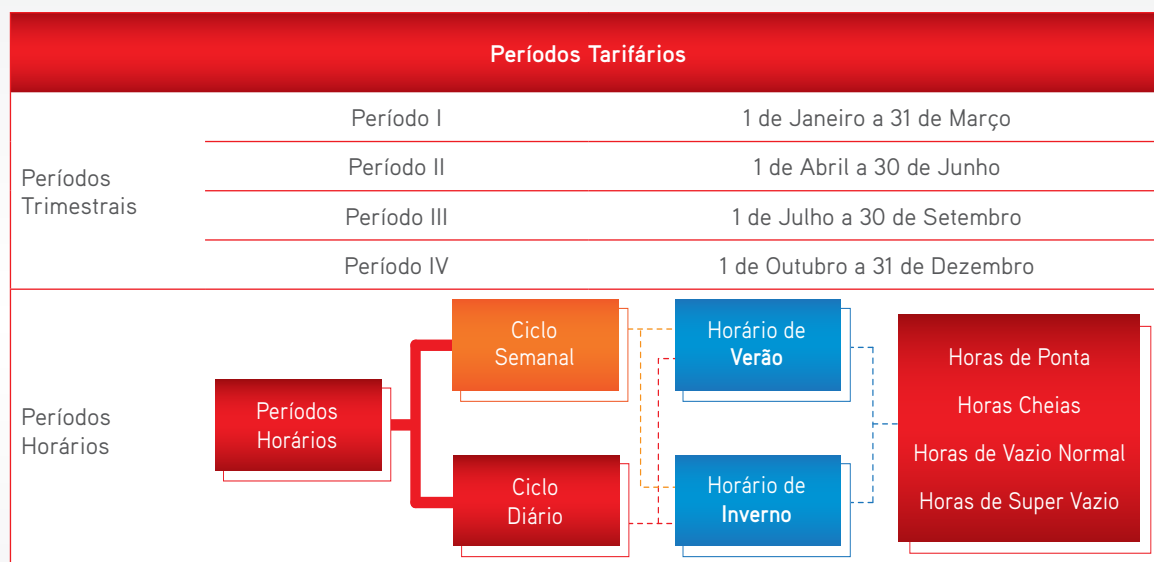 Períodos Tarifários
Períodos
Trimestrais
Período I
1 de Janeiro a 31 de Março
Período II
1 de Abril a 30 de Junho
Período III
1 de Julho a 30 de Setembro
Período IV
1 de Outubro a 31 de Dezembro
Períodos
Horários
Períodos
Horários
Ciclo
Semanal
Ciclo
Diário
Horário de
Verão
Horário de
Inverno
Horas de Ponta
Horas Cheias
Horas de Vazio Normal
Horas de Super Vazio